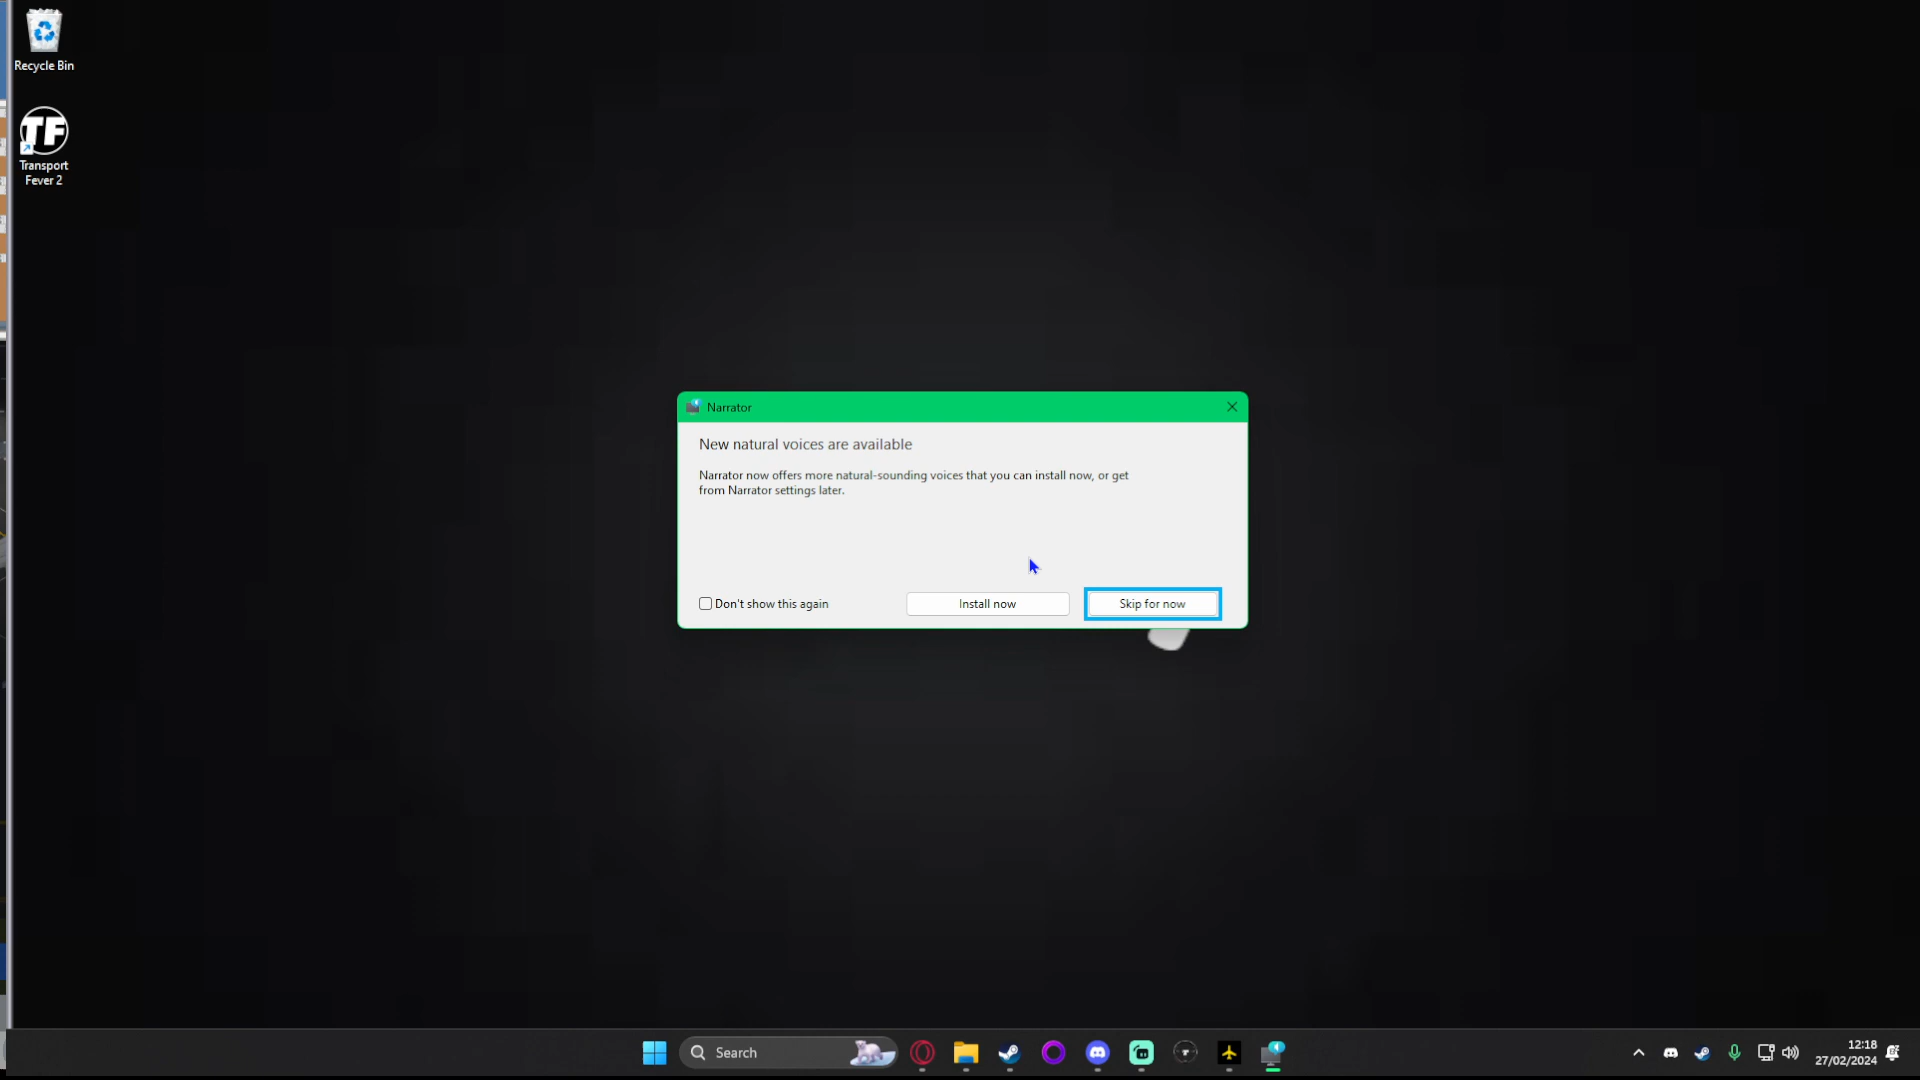 Recycle Bin
TF
Transport
Fever 2
Narrator
New natural voices are available
Narrator now offers more natural-sounding voices that you can install now, or get
from Narrator settings later.
Don't show this again
Install now
Skip for now
Search
12:18
27/02/2024